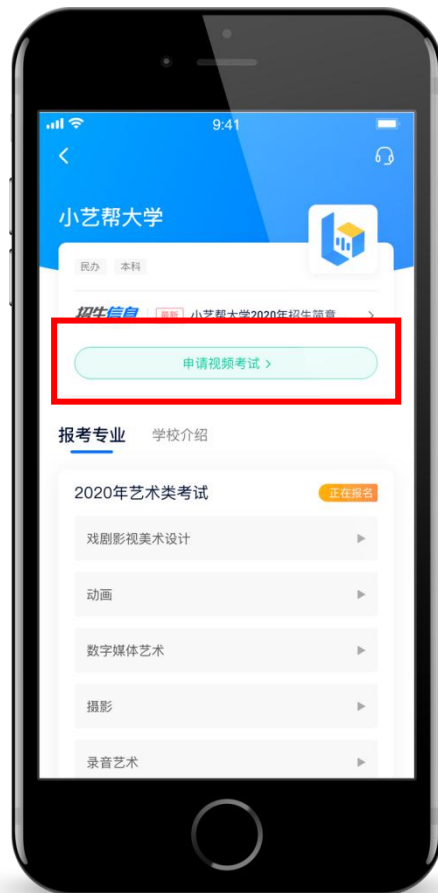 9:41
小艺帮大学
民办 本科
招生信息 最新 小艺帮大学2020年招生简章
申请视频考试
报考专业 学校介绍
2020年艺术类考试 正在报名
戏剧影视美术设计
动画
数字媒体艺术
摄影
录音艺术